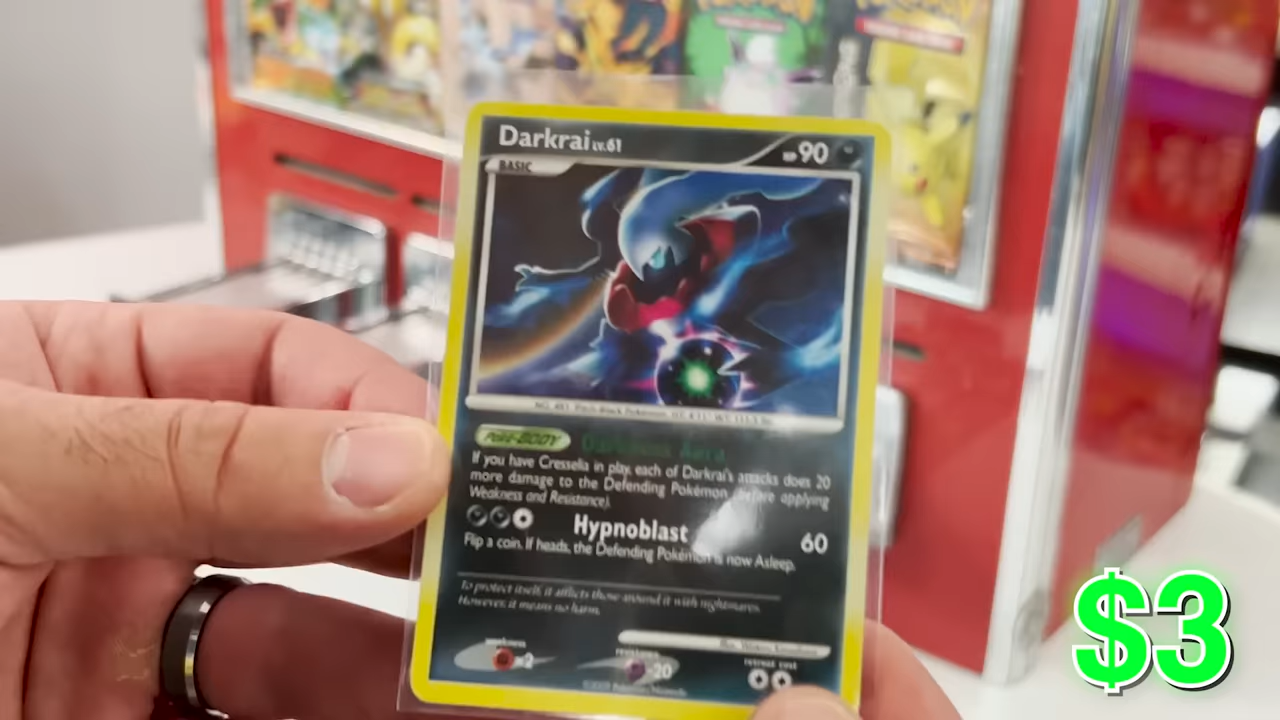 Darkrai LV.61
HP 90
BASIC
Poké-BODY
If you have Cresselia in play, each of Darkrai's attacks does 20
more damage to the Defending Pokémon (before applying
Weakness and Resistance).
Hypnoblast 60
Flip a coin. If heads, the Defending Pokémon is now Asleep.
To protect itself, it afflicts those around it with nightmares.
However, it means no harm.
weakness
×2
resistance
-20
retreat cost
$3